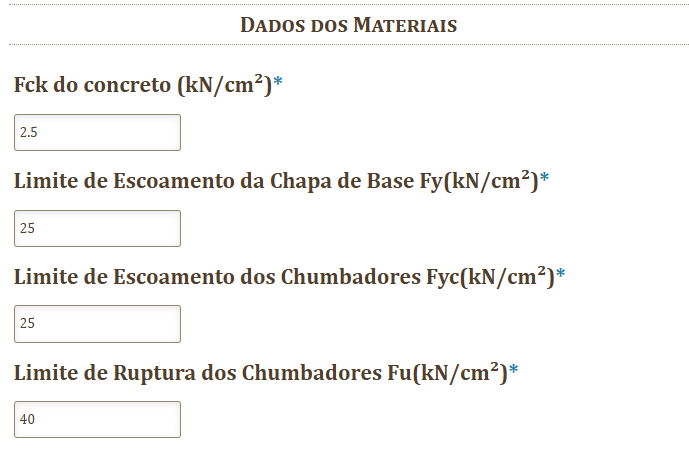 Dados dos Materiais
Fck do concreto (kN/cm²)*
2.5
Limite de Escoamento da Chapa de Base Fy(kN/cm²)*
25
Limite de Escoamento dos Chumbadores Fyc(kN/cm²)*
25
Limite de Ruptura dos Chumbadores Fu(kN/cm²)*
40